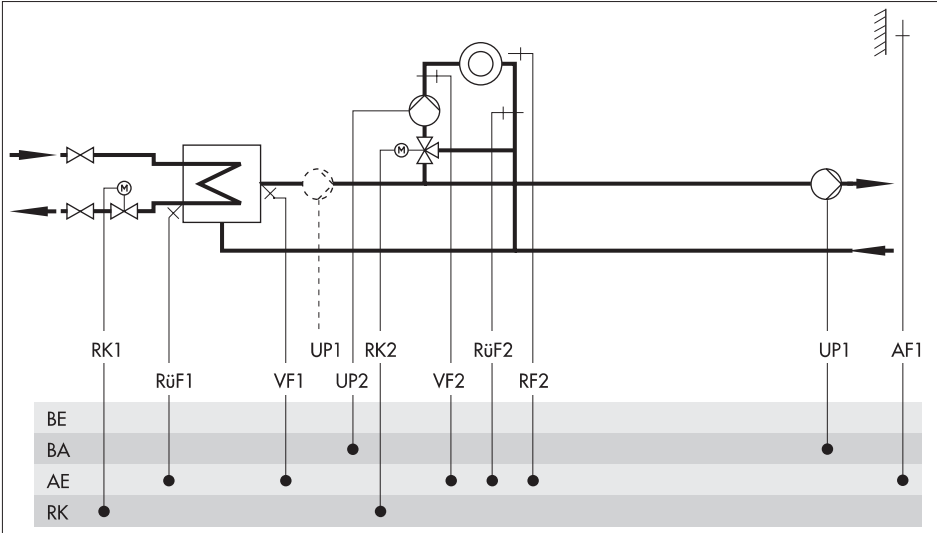 M
M
RK1 UP1 RK2 RüF2 UP1 AF1
RüF1 VF1 UP2 VF2 RF2
BE
BA
AE
RK